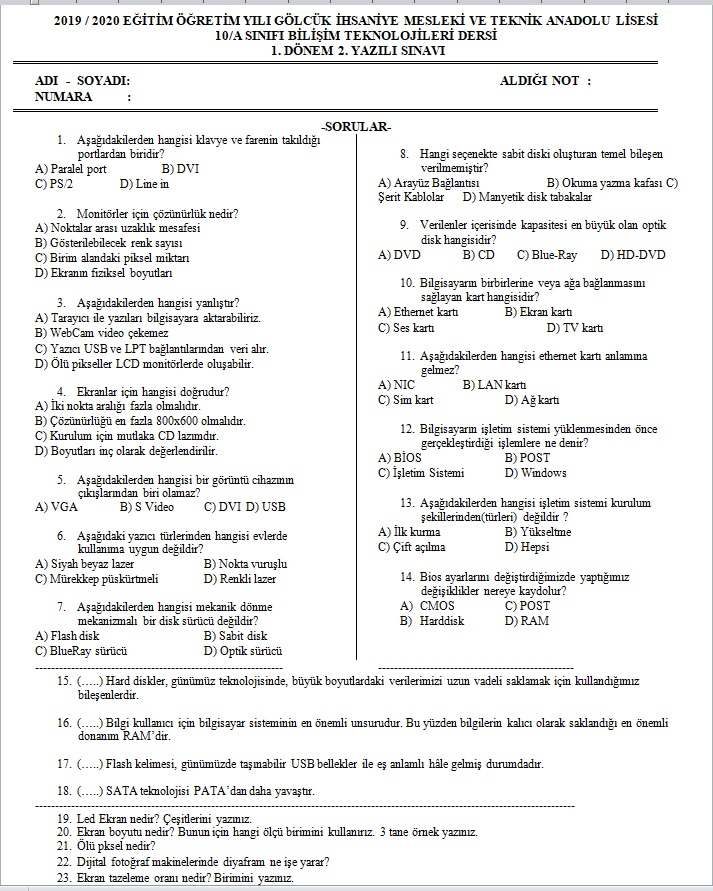 2019 / 2020 EĞİTİM ÖĞRETİM YILI GÖLCÜK İHSANİYE MESLEKİ VE TEKNİK ANADOLU LİSESİ
10/A SINIFI BİLİŞİM TEKNOLOJİLERİ DERSİ
1. DÖNEM 2. YAZILI SINAVI
ADI - SOYADI: ALDIĞI NOT :
NUMARA :
-SORULAR-
1. Aşağıdakilerden hangisi klavye ve farenin takıldığı
portlardan biridir?
A) Paralel port B) DVI
C) PS/2 D) Line in
2. Monitörler için çözünürlük nedir?
A) Noktalar arası uzaklık mesafesi
B) Gösterilebilecek renk sayısı
C) Birim alandaki piksel miktarı
D) Ekranın fiziksel boyutları
3. Aşağıdakilerden hangisi yanlıştır?
A) Tarayıcı ile yazıları bilgisayara aktarabiliriz.
B) WebCam video çekemez
C) Yazıcı USB ve LPT bağlantılarından veri alır.
D) Ölü pikseller LCD monitörlerde oluşabilir.
4. Ekranlar için hangisi doğrudur?
A) İki nokta aralığı fazla olmalıdır.
B) Çözünürlüğü en fazla 800x600 olmalıdır.
C) Kurulum için mutlaka CD lazımdır.
D) Boyutları inç olarak değerlendirilir.
5. Aşağıdakilerden hangisi bir görüntü cihazının
çıkışlarından biri olamaz?
A) VGA B) S Video C) DVI D) USB
6. Aşağıdaki yazıcı türlerinden hangisi evlerde
kullanıma uygun değildir?
A) Siyah beyaz lazer B) Nokta vuruşlu
C) Mürekkep püskürtmeli D) Renkli lazer
7. Aşağıdakilerden hangisi mekanik dönme
mekanizmalı bir disk sürücü değildir?
A) Flash disk B) Sabit disk
C) BlueRay sürücü D) Optik sürücü
8. Hangi seçenekte sabit diski oluşturan temel bileşen
verilmemiştir?
A) Arayüz Bağlantısı B) Okuma yazma kafası C)
Şerit Kablolar D) Manyetik disk tabakalar
9. Verilenler içerisinde kapasitesi en büyük olan optik
disk hangisidir?
A) DVD B) CD C) Blue-Ray D) HD-DVD
10. Bilgisayarın birbirlerine veya ağa bağlanmasını
sağlayan kart hangisidir?
A) Ethernet kartı B) Ekran kartı
C) Ses kartı D) TV kartı
11. Aşağıdakilerden hangisi ethernet kartı anlamına
gelmez?
A) NIC B) LAN kartı
C) Sim kart D) Ağ kartı
12. Bilgisayarın işletim sistemi yüklenmesinden önce
gerçekleştirdiği işlemlere ne denir?
A) BİOS B) POST
C) İşletim Sistemi D) Windows
13. Aşağıdakilerden hangisi işletim sistemi kurulum
şekillerinden(türleri) değildir ?
A) İlk kurma B) Yükseltme
C) Çift açılma D) Hepsi
14. Bios ayarlarını değiştirdiğimizde yaptığımız
değişiklikler nereye kaydolur?
A) CMOS C) POST
B) Harddisk D) RAM
15. (…..) Hard diskler, günümüz teknolojisinde, büyük boyutlardaki verilerimizi uzun vadeli saklamak için kullandığımız
bileşenlerdir.
16. (…..) Bilgi kullanıcı için bilgisayar sisteminin en önemli unsurudur. Bu yüzden bilgilerin kalıcı olarak saklandığı en önemli
donanım RAM’dir.
17. (…..) Flash kelimesi, günümüzde taşınabilir USB bellekler ile eş anlamlı hâle gelmiş durumdadır.
18. (…..) SATA teknolojisi PATA’dan daha yavaştır.
19. Led Ekran nedir? Çeşitlerini yazınız.
20. Ekran boyutu nedir? Bunun için hangi ölçü birimini kullanırız. 3 tane örnek yazınız.
21. Ölü pksel nedir?
22. Dijital fotoğraf makinelerinde diyafram ne işe yarar?
23. Ekran tazeleme oranı nedir? Birimini yazınız.